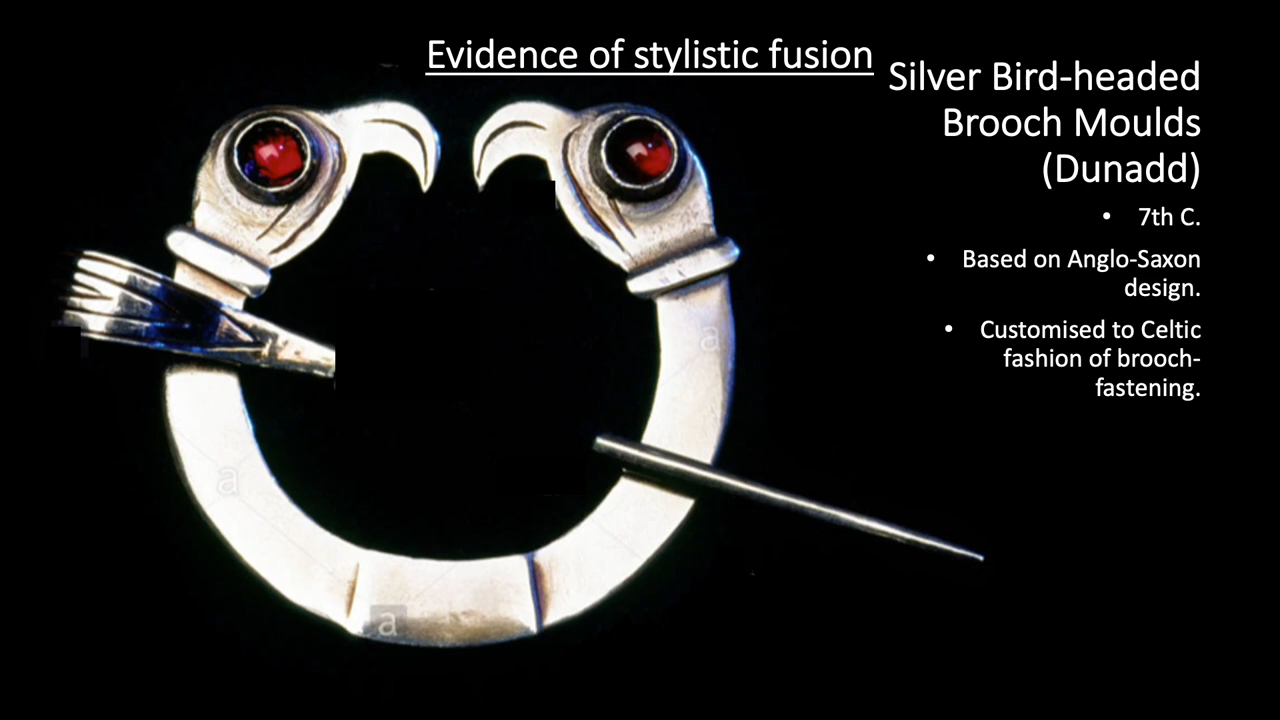 Evidence of stylistic fusion
Silver Bird-headed
Brooch Moulds
(Dunadd)
• 7th C.
• Based on Anglo-Saxon
design.
• Customised to Celtic
fashion of brooch-
fastening.
a
a
a